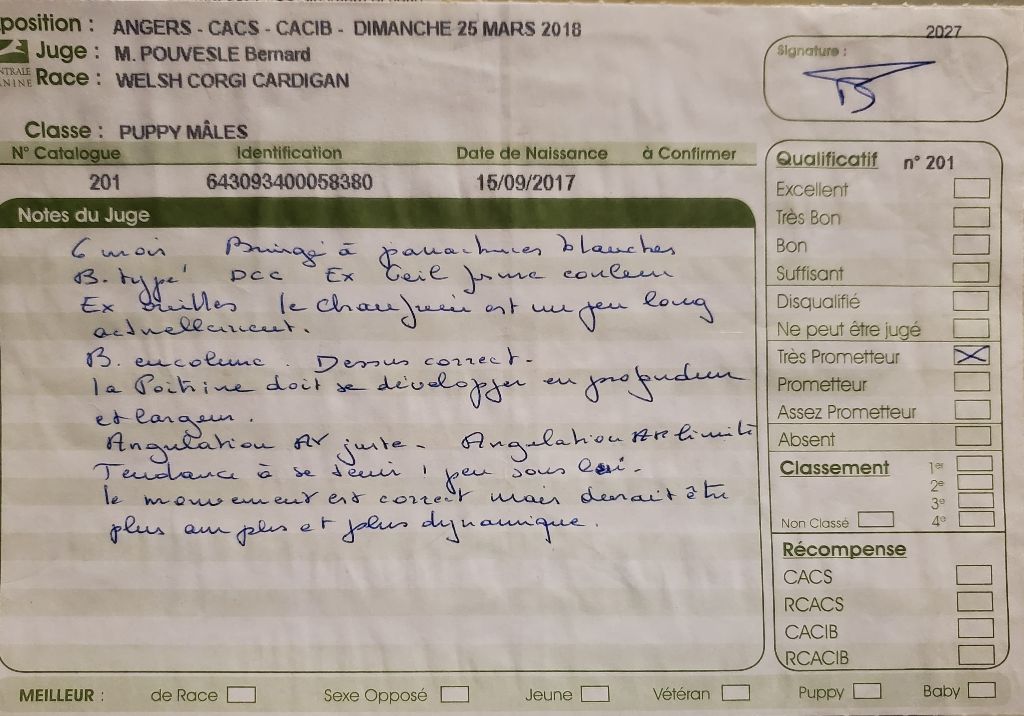 position : ANGERS - CACS - CACIB - DIMANCHE 25 MARS 2018
2027
Juge : M. POUVESLE Bernard
NTRALE
NINE
Race : WELSH CORGI CARDIGAN
Signature :
Classe : PUPPY MÂLES
N° Catalogue Identification Date de Naissance à Confirmer
201 643093400058380 15/09/2017
Notes du Juge
6 mois Bringé à panachures blanches
B. type DCC Ex Oeil forme couleur
Ex oreilles le chanfrein est un peu long
actuellement.
B. encolure. Dessus correct -
la Poitrine doit se développer en profondeur
et largeur.
Angulation AV juste - Angulation AR limite
Tendance à se tenir 1 peu sous lui -
le mouvement est correct mais devrait être
plus ample et plus dynamique.
Qualificatif n° 201
Excellent
Très Bon
Bon
Suffisant
Disqualifié
Ne peut être jugé
Très Prometteur
Prometteur
Assez Prometteur
Absent
Classement 1er
2e
3e
Non Classé 4e
Récompense
CACS
RCACS
CACIB
RCACIB
MEILLEUR : de Race Sexe Opposé Jeune Vétéran Puppy Baby